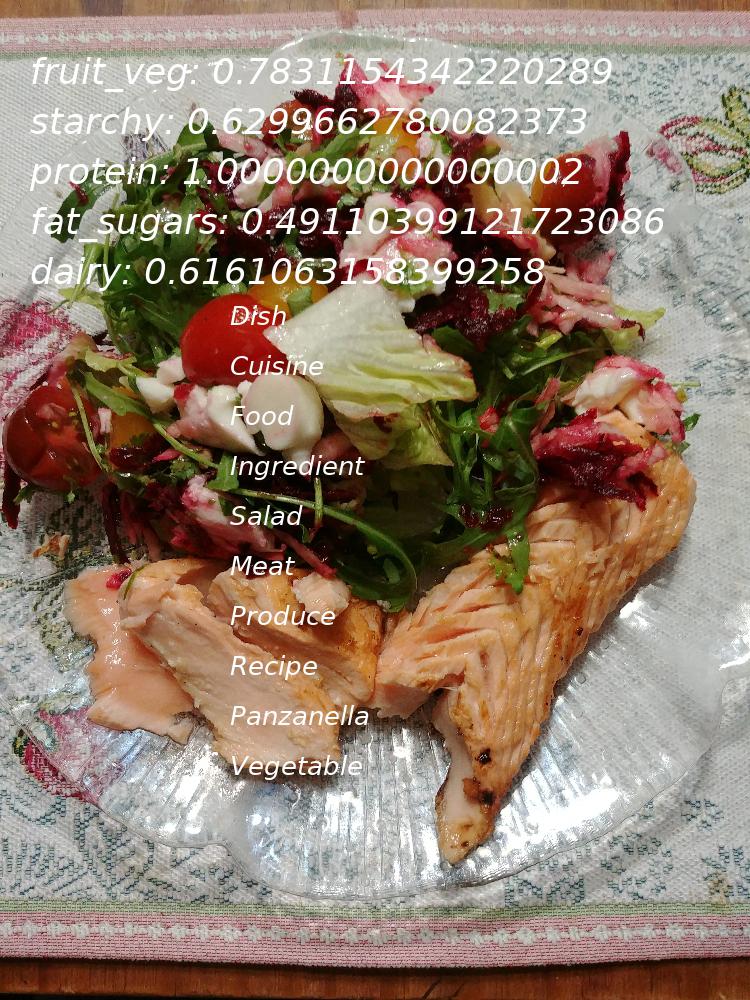 fruit_veg: 0.7831154342220289
starchy: 0.6299662780082373
protein: 1.0000000000000002
fat_sugars: 0.49110399121723086
dairy: 0.6161063158399258
Dish
Cuisine
Food
Ingredient
Salad
Meat
Produce
Recipe
Panzanella
Vegetable